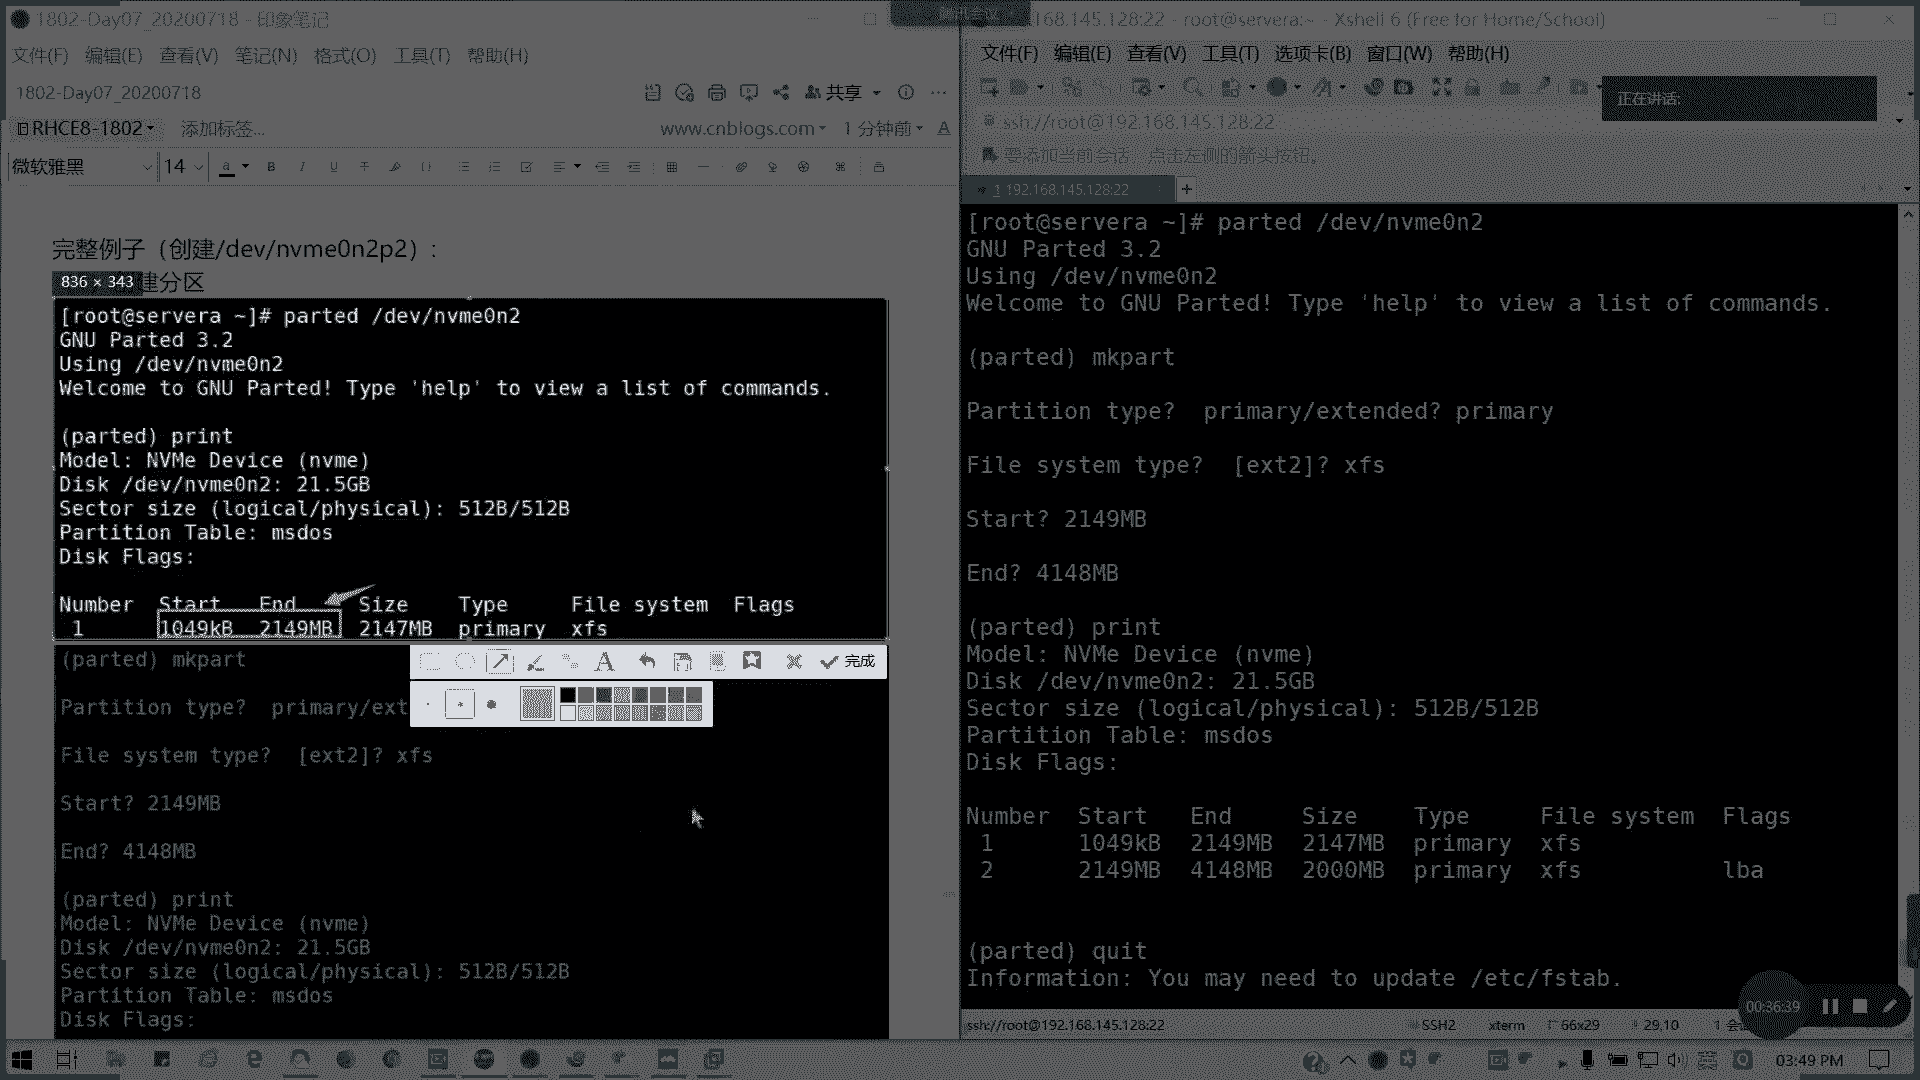 1802-Day07_20200718 - 印象笔记
文件(F) 编辑(E) 查看(V) 笔记(N) 格式(O) 工具(T) 帮助(H)
1802-Day07_20200718
共享
RHCE8-1802 添加标签... www.cnblogs.com 1 分钟前
微软雅黑 14
完整例子（创建/dev/nvme0n2p2）:
836 × 343
建分区
[root@servera ~]# parted /dev/nvme0n2
GNU Parted 3.2
Using /dev/nvme0n2
Welcome to GNU Parted! Type 'help' to view a list of commands.
(parted) print
Model: NVMe Device (nvme)
Disk /dev/nvme0n2: 21.5GB
Sector size (logical/physical): 512B/512B
Partition Table: msdos
Disk Flags:
Number Start End Size Type File system Flags
1 1049kB 2149MB 2147MB primary xfs
(parted) mkpart
完成
Partition type? primary/ext
File system type? [ext2]? xfs
Start? 2149MB
End? 4148MB
(parted) print
Model: NVMe Device (nvme)
Disk /dev/nvme0n2: 21.5GB
Sector size (logical/physical): 512B/512B
Partition Table: msdos
Disk Flags:
168.145.128:22 - root@servera:~ - Xshell 6 (Free for Home/School)
文件(F) 编辑(E) 查看(V) 工具(T) 选项卡(B) 窗口(W) 帮助(H)
正在讲话:
ssh://root@192.168.145.128:22
要添加当前会话，点击左侧的箭头按钮。
1 192.168.145.128:22
[root@servera ~]# parted /dev/nvme0n2
GNU Parted 3.2
Using /dev/nvme0n2
Welcome to GNU Parted! Type 'help' to view a list of commands.
(parted) mkpart
Partition type? primary/extended? primary
File system type? [ext2]? xfs
Start? 2149MB
End? 4148MB
(parted) print
Model: NVMe Device (nvme)
Disk /dev/nvme0n2: 21.5GB
Sector size (logical/physical): 512B/512B
Partition Table: msdos
Disk Flags:
Number Start End Size Type File system Flags
1 1049kB 2149MB 2147MB primary xfs
2 2149MB 4148MB 2000MB primary xfs lba
(parted) quit
Information: You may need to update /etc/fstab.
00:36:39
ssh://root@192.168.145.128:22 SSH2 xterm 66x29 29,10 1 会
英 03:49 PM